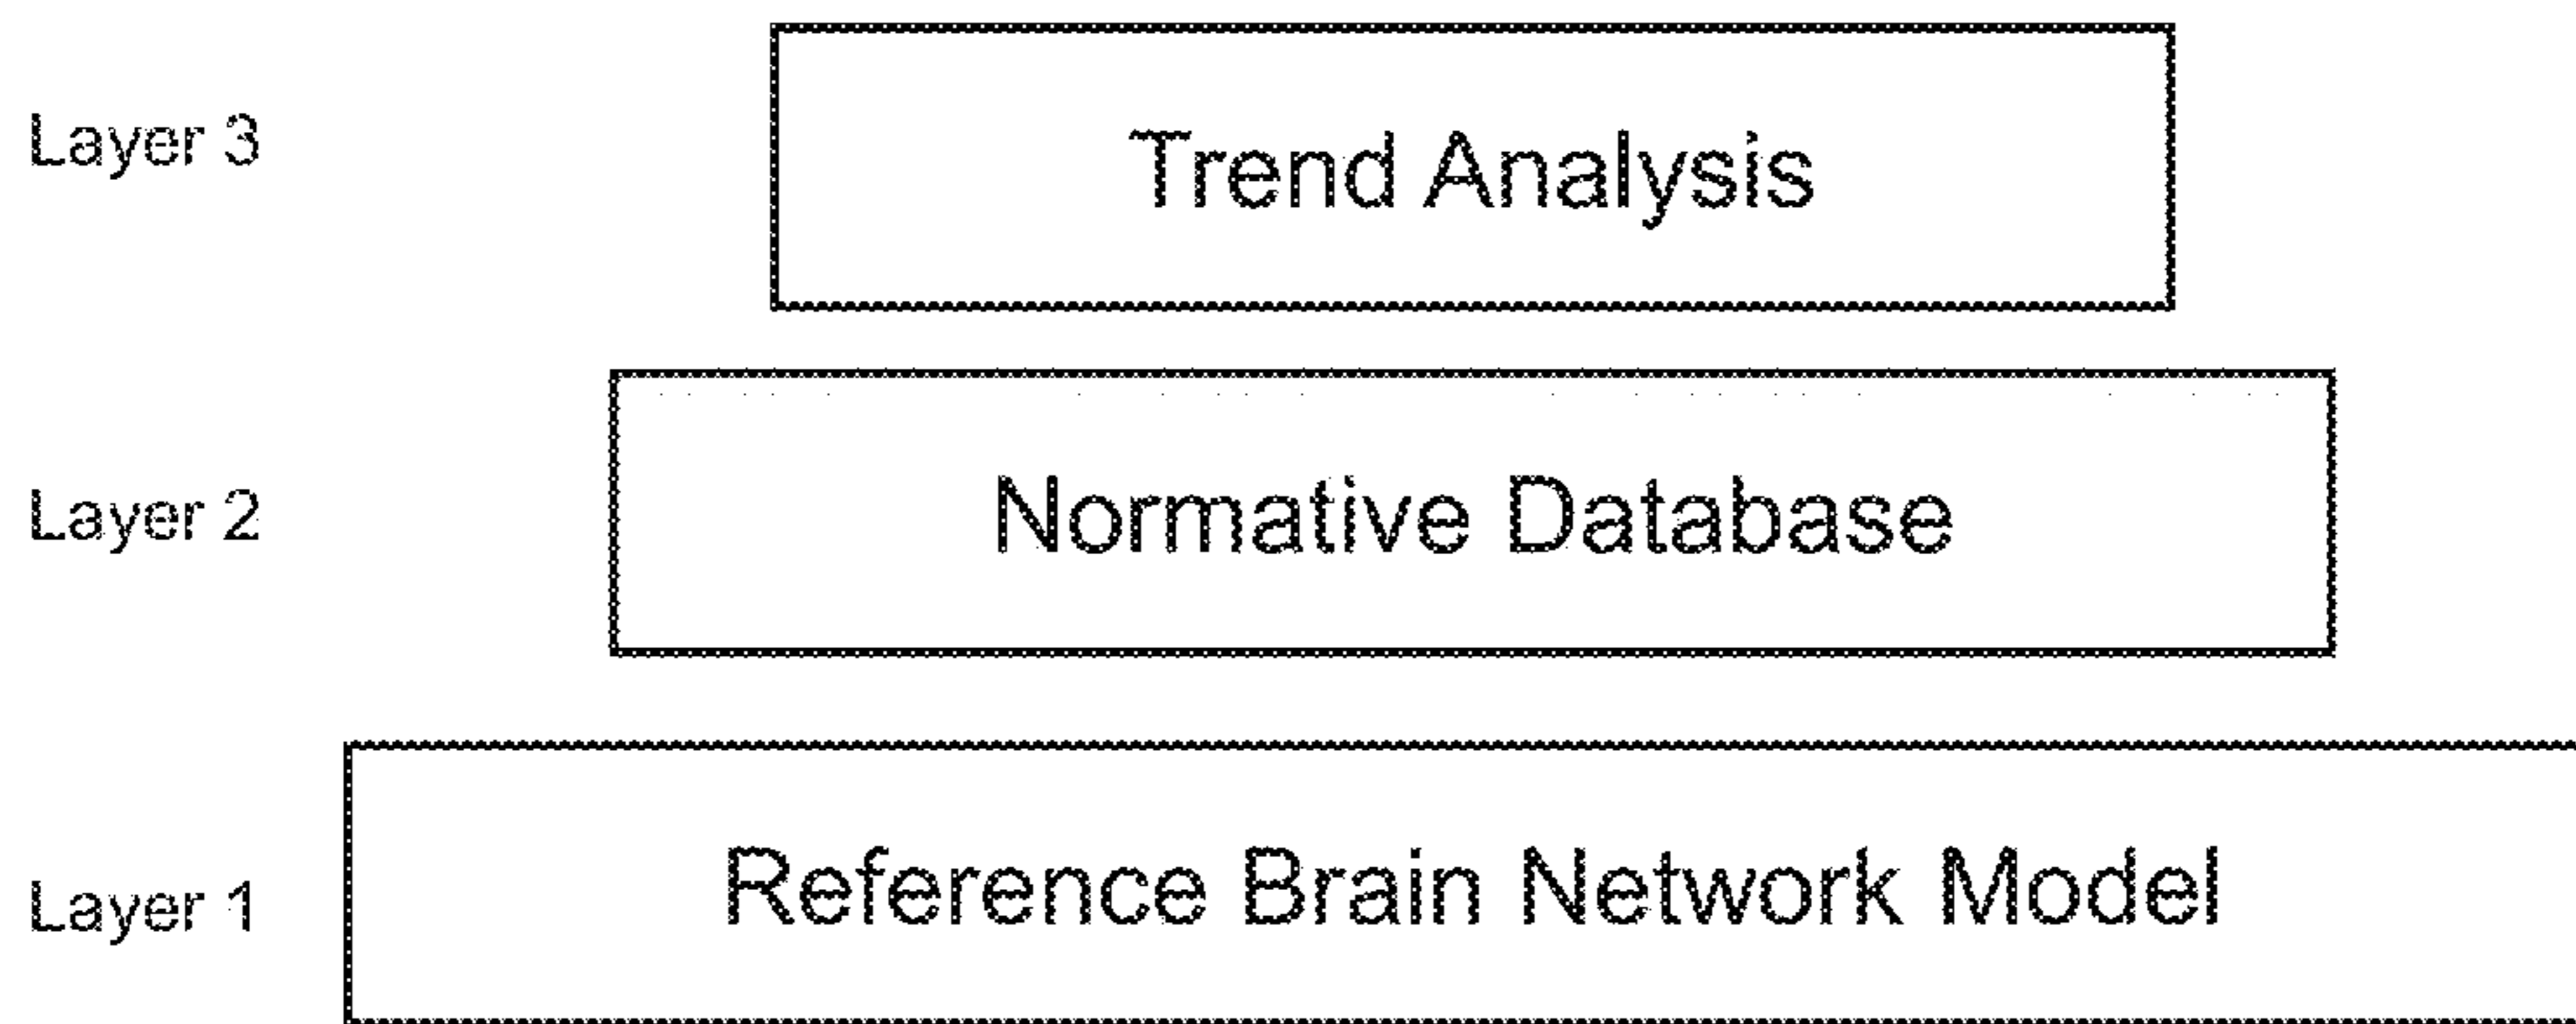 Layer 3
Trend Analysis
Layer 2
Normative Database
Layer 1
Reference Brain Network Model